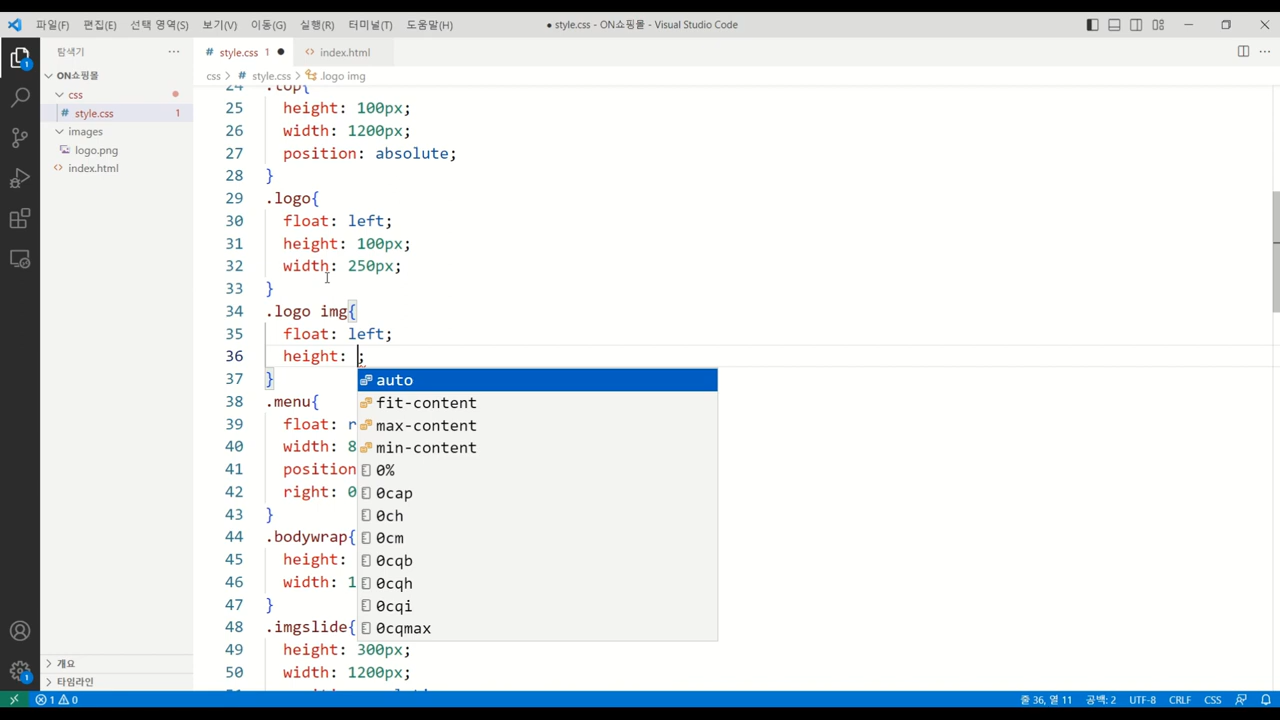 파일(F) 편집(E) 선택 영역(S) 보기(V) 이동(G) 실행(R) 터미널(T) 도움말(H) ● style.css - ON쇼핑몰 - Visual Studio Code
탐색기 ···
# style.css 1 ● <> index.html
ON쇼핑몰
css > # style.css > .logo img
css
# style.css 1
images
logo.png
<> index.html
24 .top{
25 height: 100px;
26 width: 1200px;
27 position: absolute;
28 }
29 .logo{
30 float: left;
31 height: 100px;
32 width: 250px;
33 }
34 .logo img{
35 float: left;
36 height: ;
37 }
38 .menu{
39 float: r
40 width: 8
41 position
42 right: 0
43 }
44 .bodywrap{
45 height:
46 width: 1
47 }
48 .imgslide{
49 height: 300px;
50 width: 1200px;
auto
fit-content
max-content
min-content
0%
0cap
0ch
0cm
0cqb
0cqh
0cqi
0cqmax
개요
타임라인
1 0 줄 36, 열 11 공백: 2 UTF-8 CRLF CSS